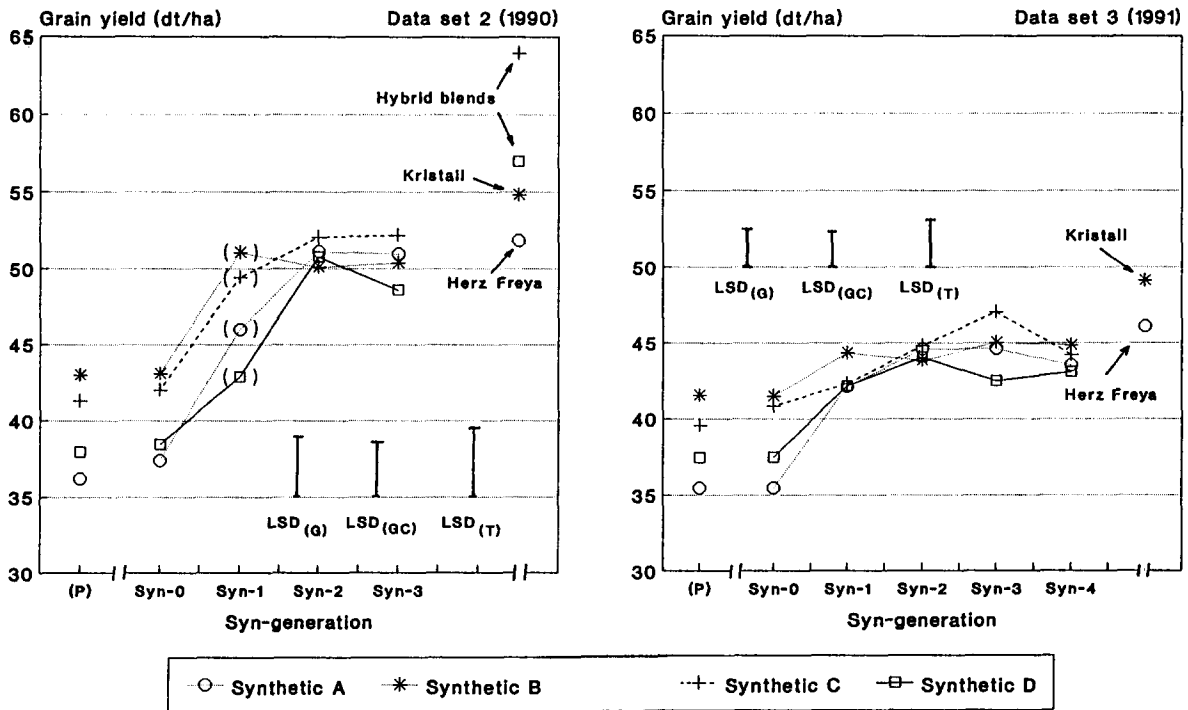 Grain yield (dt/ha) Data set 2 (1990)
65
60
55
50
45
40
35
30
Hybrid blends
Kristall
Herz Freya
( )
( )
( )
( )
LSD(G) LSD(GC) LSD(T)
(P) Syn-0 Syn-1 Syn-2 Syn-3
Syn-generation
Grain yield (dt/ha) Data set 3 (1991)
65
60
55
50
45
40
35
30
Kristall
LSD(G) LSD(GC) LSD(T)
Herz Freya
(P) Syn-0 Syn-1 Syn-2 Syn-3 Syn-4
Syn-generation
Synthetic A Synthetic B Synthetic C Synthetic D